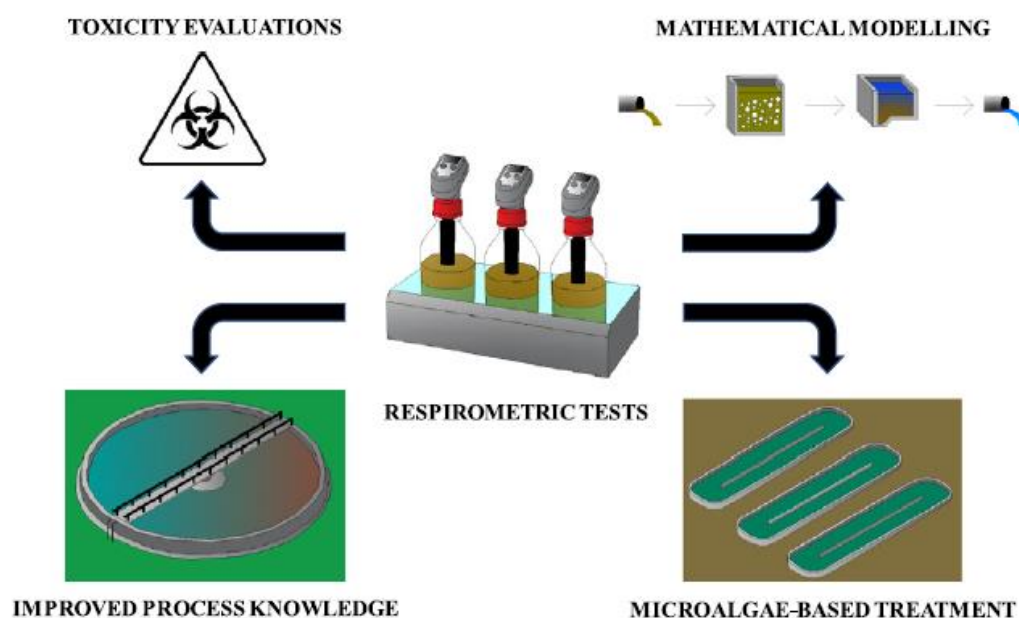 TOXICITY EVALUATIONS
MATHEMATICAL MODELLING
RESPIROMETRIC TESTS
IMPROVED PROCESS KNOWLEDGE
MICROALGAE-BASED TREATMENT